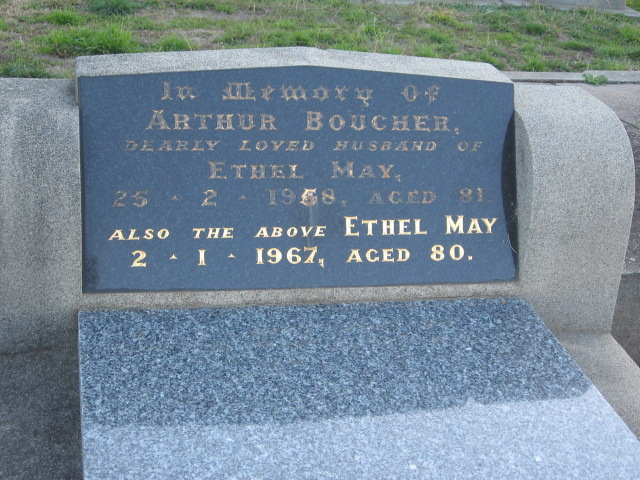 In Memory Of
ARTHUR BOUCHER,
DEARLY LOVED HUSBAND OF
ETHEL MAY,
25 - 2 - 1958, AGED 81.
ALSO THE ABOVE ETHEL MAY
2 - 1 - 1967, AGED 80.